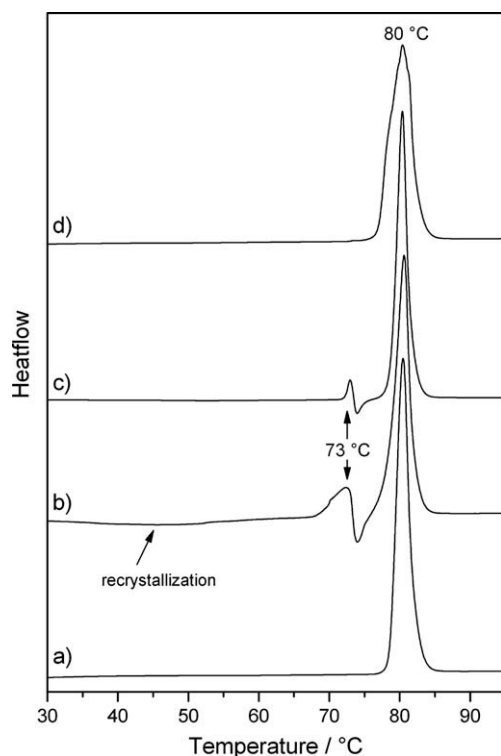 80 °C
d)
c)
73 °C
b)
recrystallization
a)
Heatflow
30 40 50 60 70 80 90
Temperature / °C